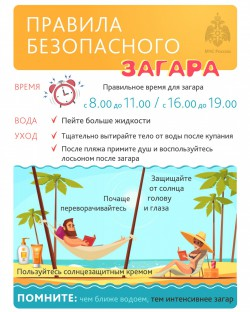 ПРАВИЛА
БЕЗОПАСНОГО
МЧС России
ЗАГАРА
ВРЕМЯ
Правильное время для загара
с 8.00 до 11.00 / с 16.00 до 19.00
ВОДА ✓ Пейте больше жидкости
УХОД ✓ Тщательно вытирайте тело от воды после купания
✓ После пляжа примите душ и воспользуйтесь
лосьоном после загара
Защищайте
от солнца
голову
и глаза
Почаще
переворачивайтесь
Пользуйтесь солнцезащитным кремом
ПОМНИТЕ: чем ближе водоем, тем интенсивнее загар